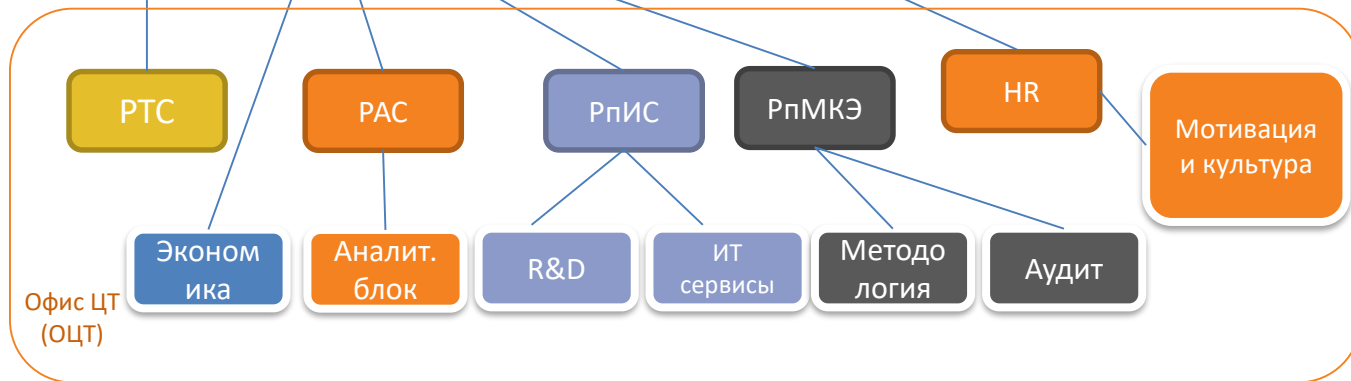 РТС
РАС
РпИС
РпМКЭ
HR
Мотивация
и культура
Эконом
ика
Аналит.
блок
R&D
ИТ
сервисы
Методо
логия
Аудит
Офис ЦТ
(ОЦТ)